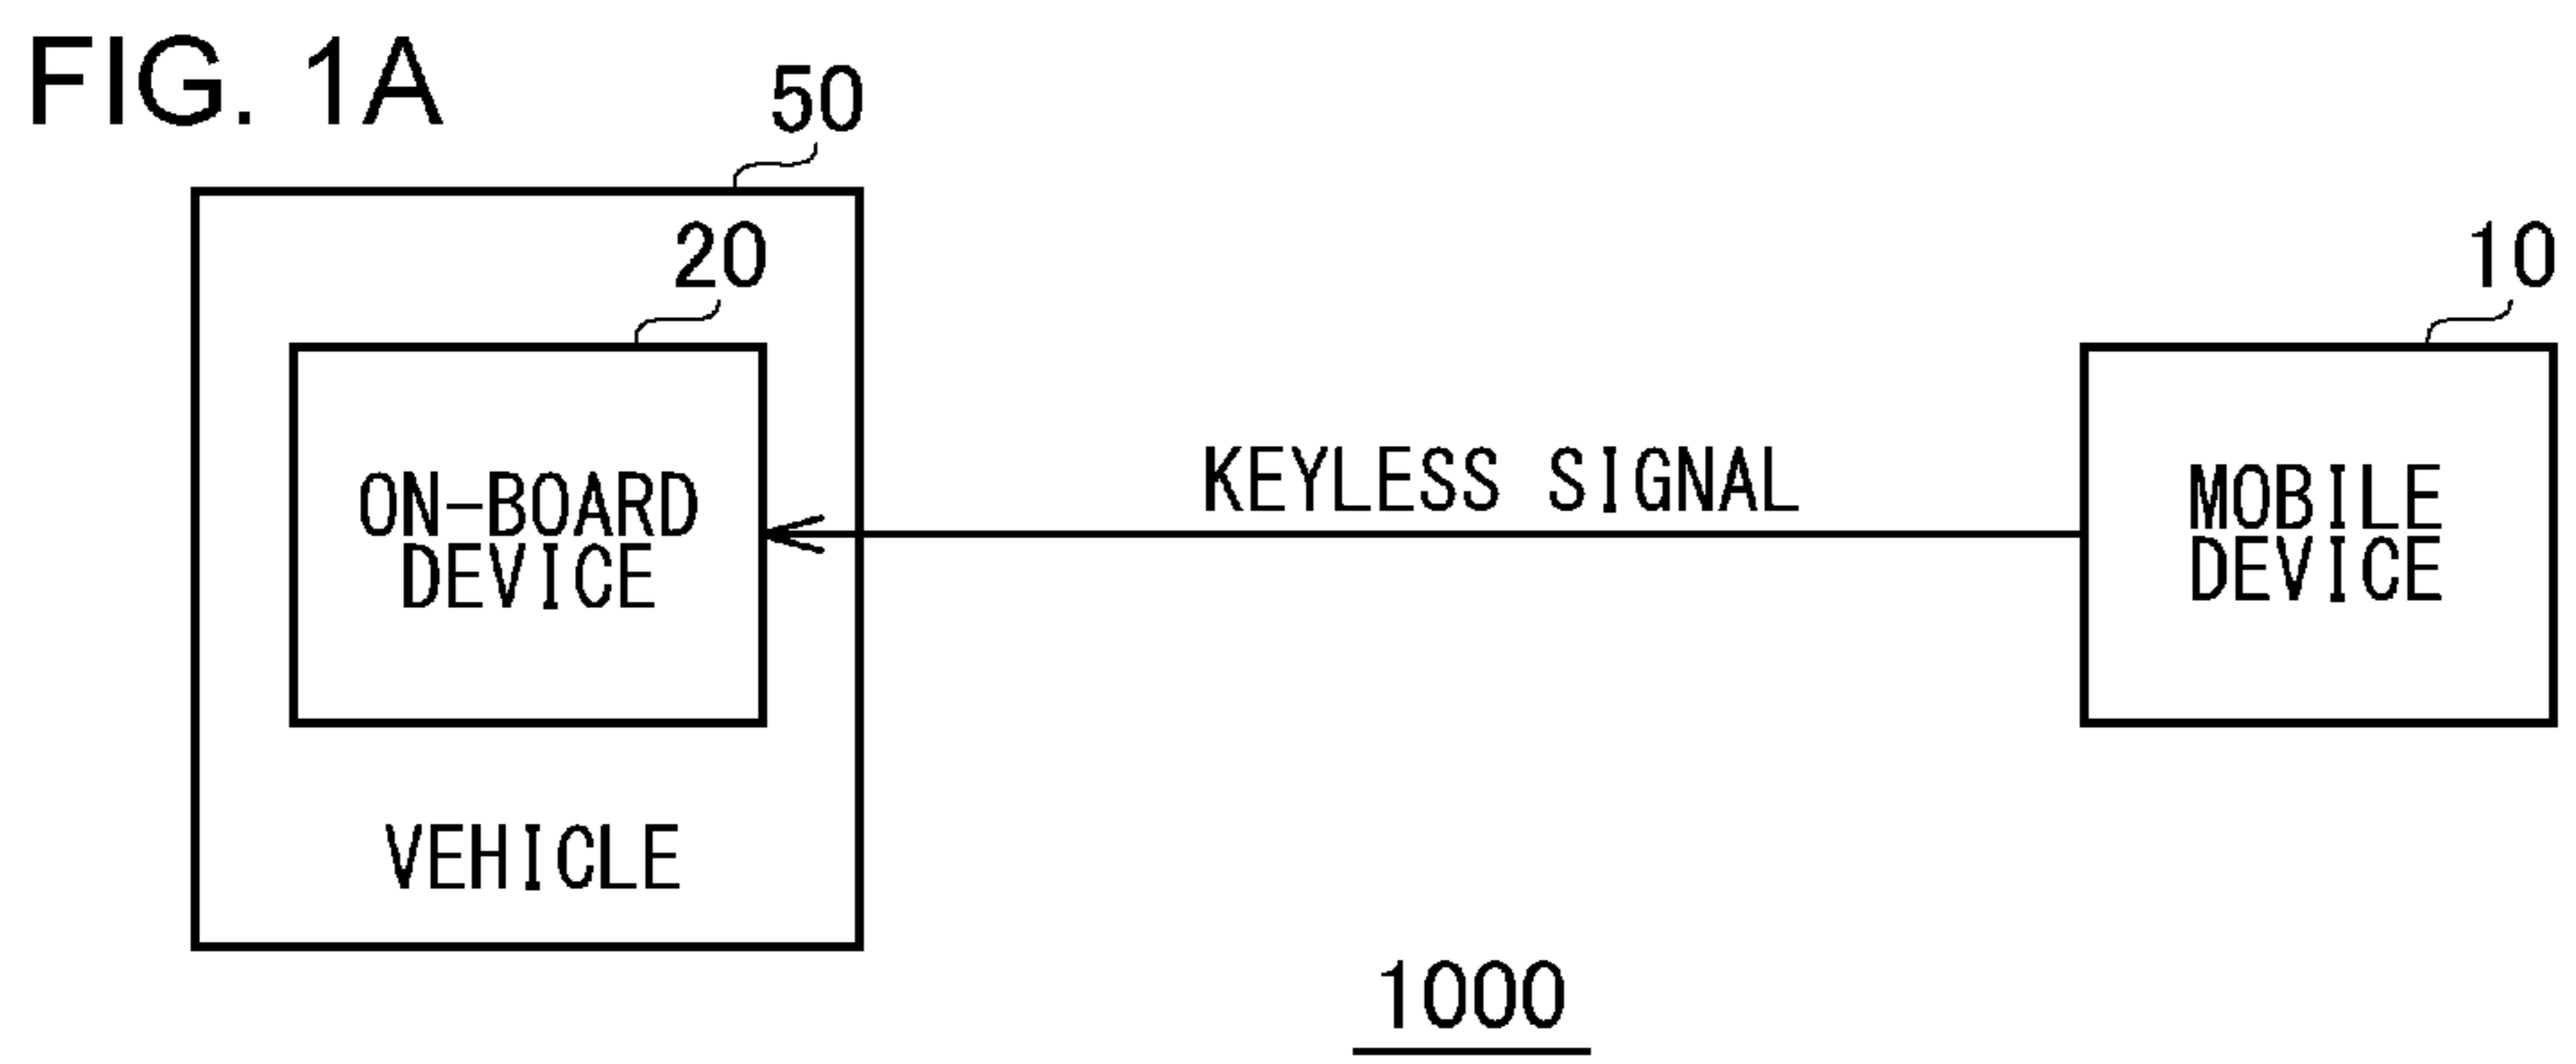 FIG. 1A
50
20
10
KEYLESS SIGNAL
ON-BOARD
DEVICE
MOBILE
DEVICE
VEHICLE
1000